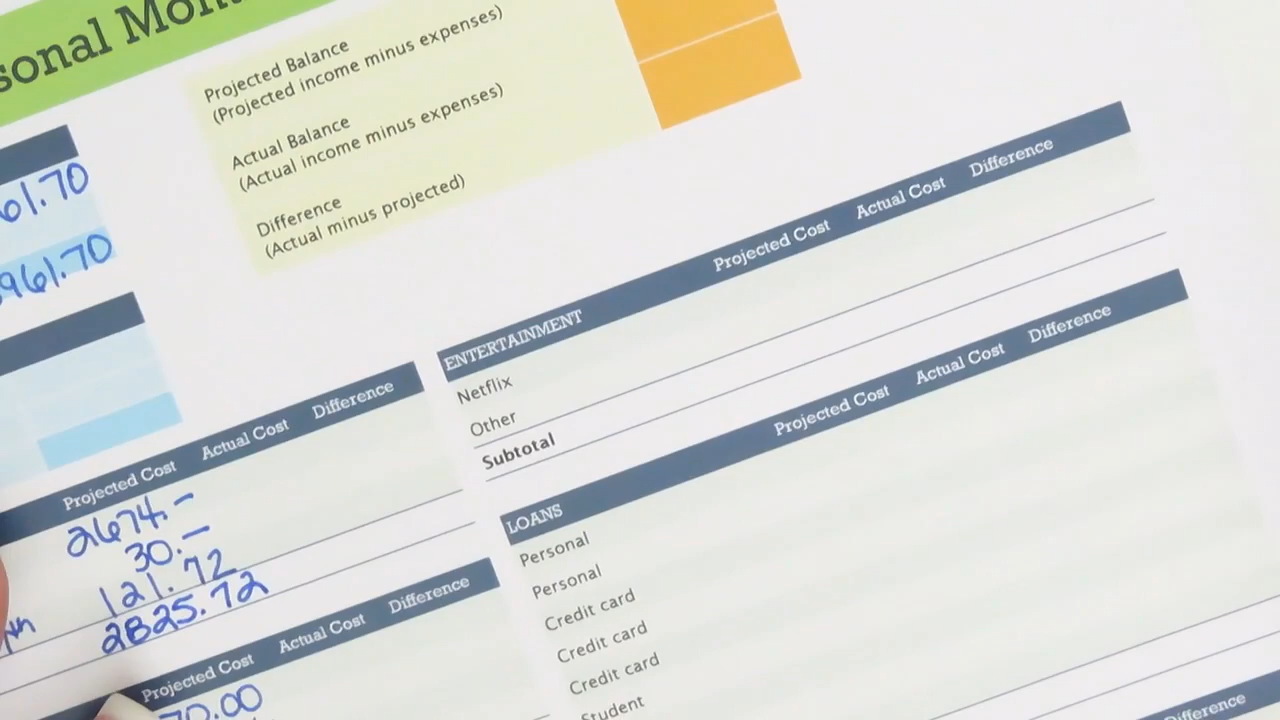 Projected Balance
(Projected income minus expenses)
Actual Balance
(Actual income minus expenses)
Difference
(Actual minus projected)
61.70
961.70
Projected Cost Actual Cost Difference
2674.-
30.-
121.72
2825.72
Projected Cost Actual Cost Difference
70.00
ENTERTAINMENT Projected Cost Actual Cost Difference
Netflix
Other
Subtotal
LOANS Projected Cost Actual Cost Difference
Personal
Personal
Credit card
Credit card
Credit card
Student
Difference